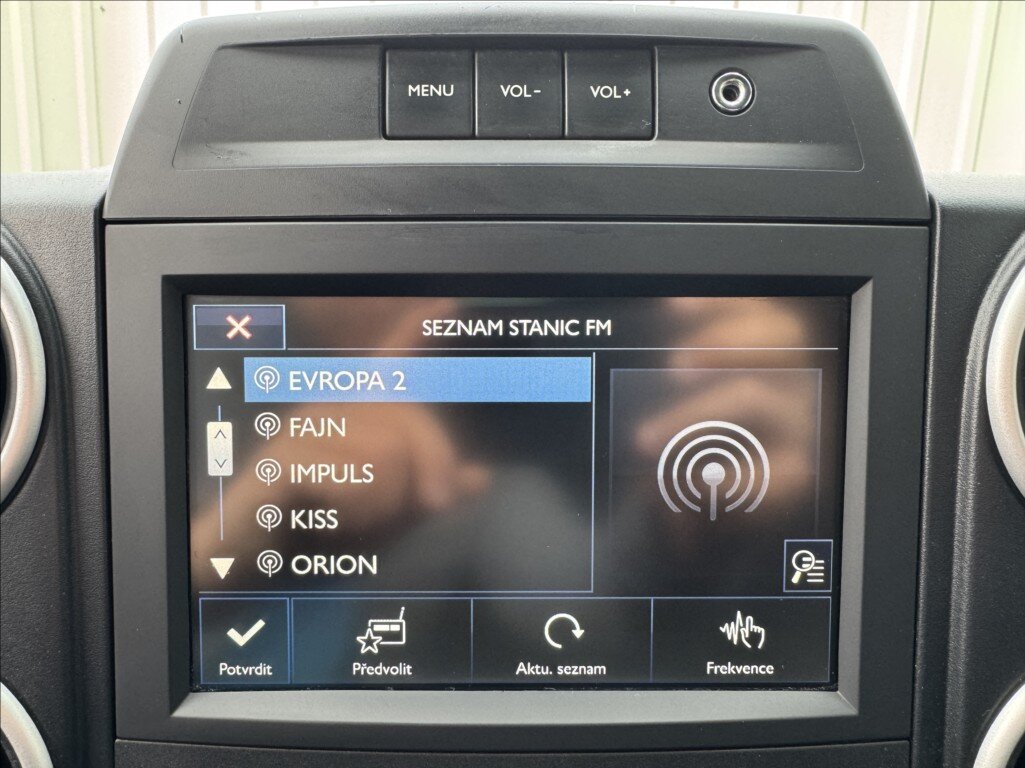 MENU
VOL-
VOL+
SEZNAM STANIC FM
EVROPA 2
FAJN
IMPULS
KISS
ORION
Potvrdit
Předvolit
Aktu. seznam
Frekvence